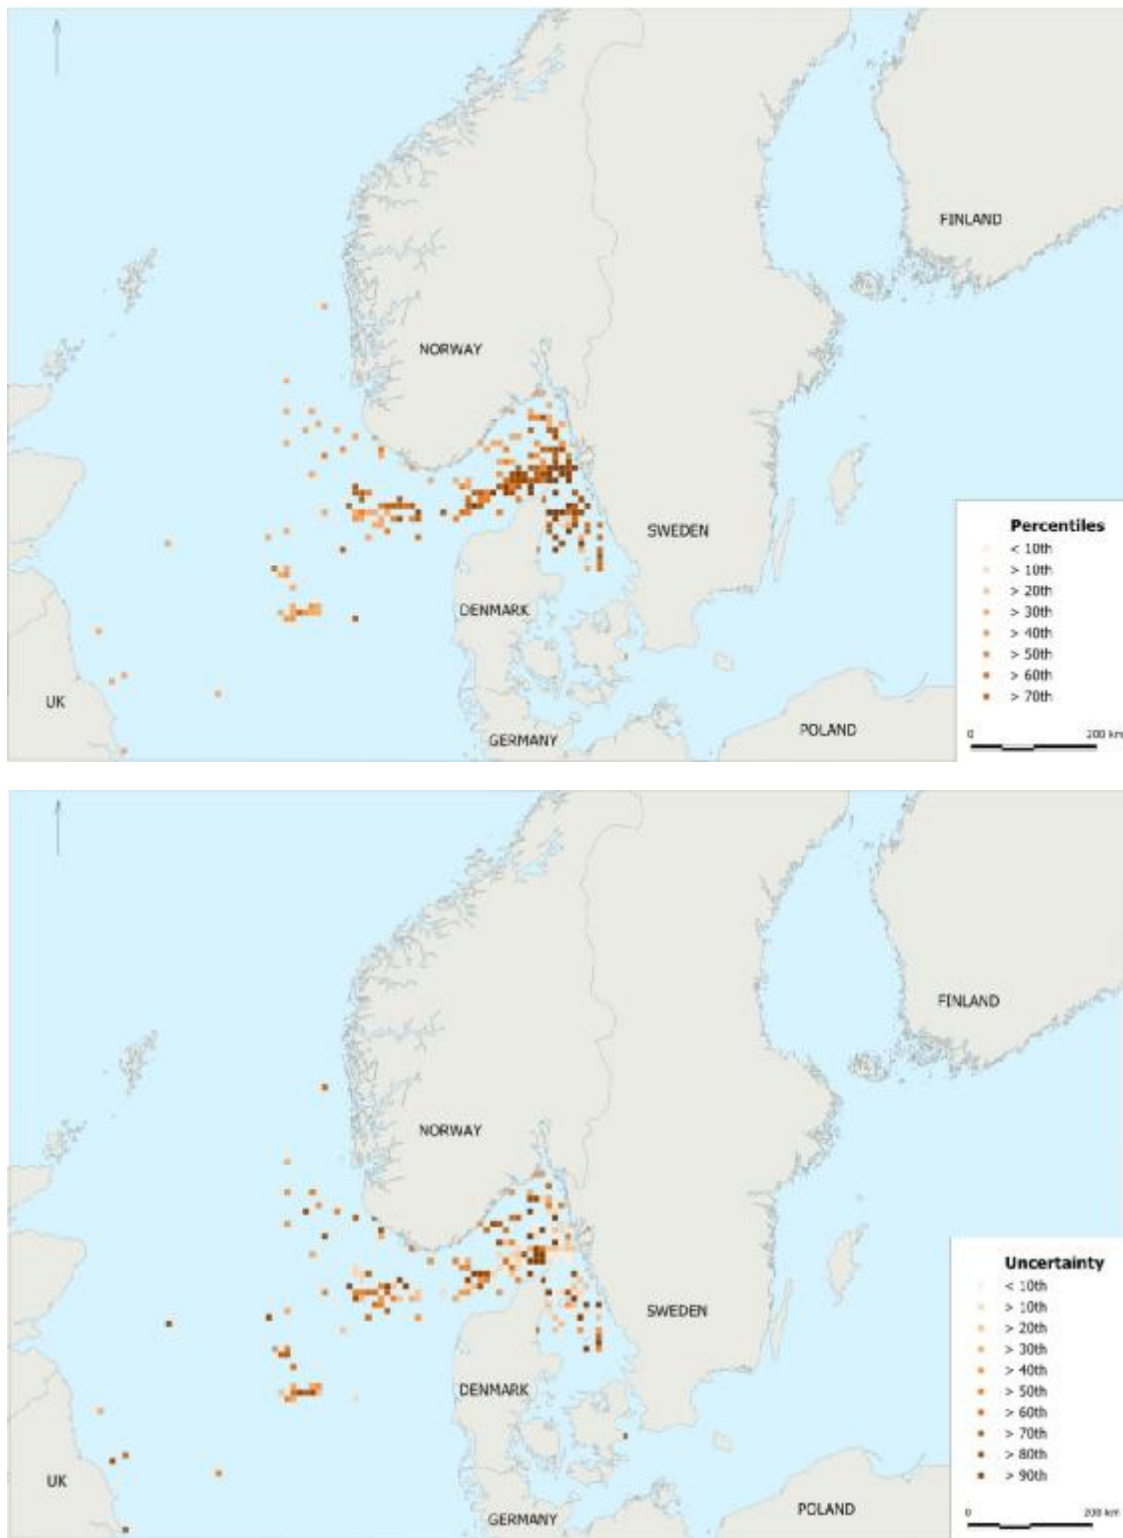 FINLAND
NORWAY
SWEDEN
DENMARK
UK
GERMANY
POLAND
Percentiles
< 10th
> 10th
> 20th
> 30th
> 40th
> 50th
> 60th
> 70th
0 200 km
FINLAND
NORWAY
SWEDEN
DENMARK
UK
GERMANY
POLAND
Uncertainty
< 10th
> 10th
> 20th
> 30th
> 40th
> 50th
> 60th
> 70th
> 80th
> 90th
0 200 km